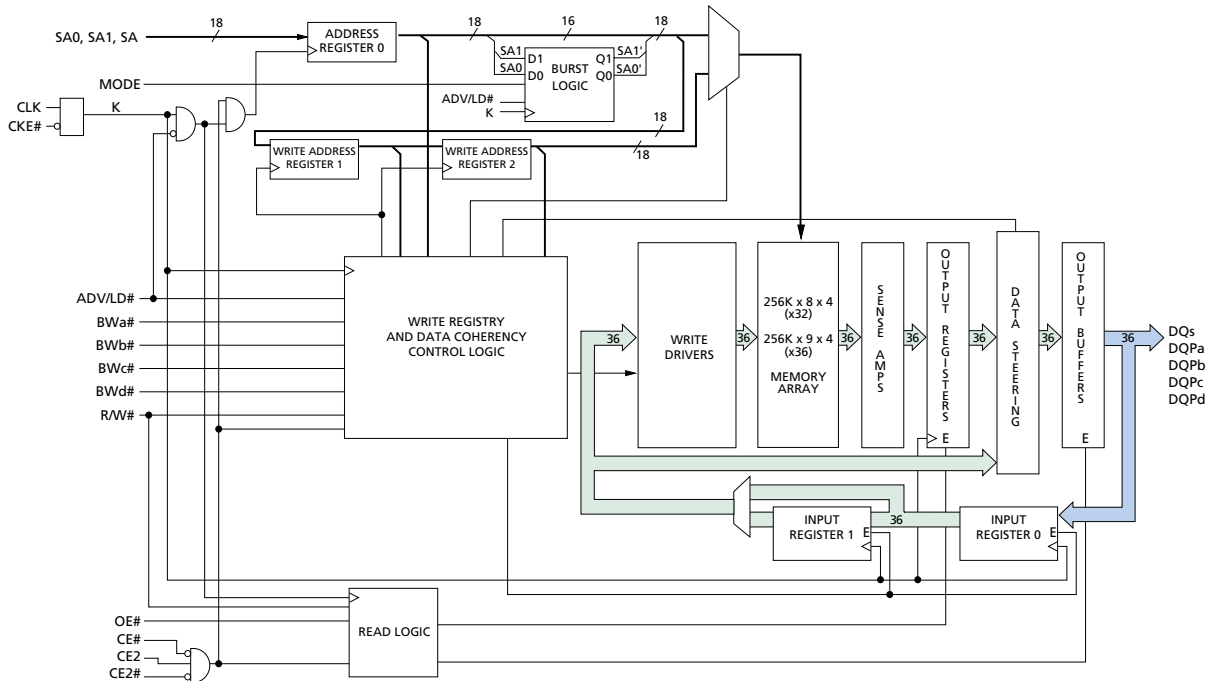 18
18
16
18
SA0, SA1, SA
ADDRESS
REGISTER 0
SA1
SA0
D1
D0
BURST
LOGIC
Q1
Q0
SA1'
SA0'
MODE
ADV/LD#
K
CLK
CKE#
K
18
18
WRITE ADDRESS
REGISTER 1
WRITE ADDRESS
REGISTER 2
ADV/LD#
BWa#
BWb#
BWc#
BWd#
R/W#
WRITE REGISTRY
AND DATA COHERENCY
CONTROL LOGIC
36
WRITE
DRIVERS
36
256K x 8 x 4
(x32)
256K x 9 x 4
(x36)
MEMORY
ARRAY
36
SENSE AMPS
36
OUTPUT REGISTERS
E
36
DATA STEERING
36
OUTPUT BUFFERS
E
36
DQs
DQPa
DQPb
DQPc
DQPd
INPUT
REGISTER 1
E
36
INPUT
REGISTER 0
E
OE#
CE#
CE2
CE2#
READ LOGIC